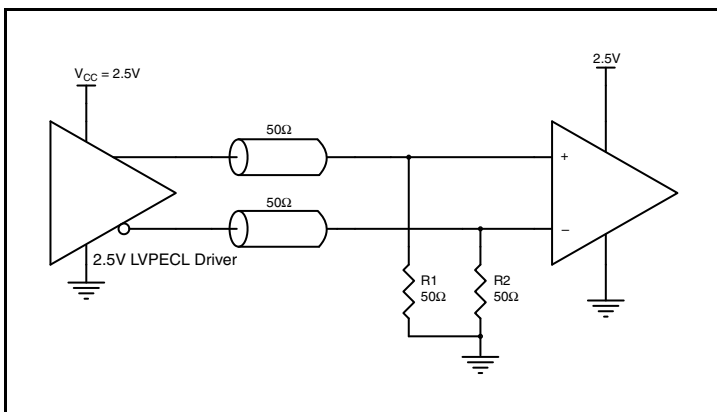 V_CC = 2.5V
2.5V
50Ω
+
50Ω
−
2.5V LVPECL Driver
R1
50Ω
R2
50Ω